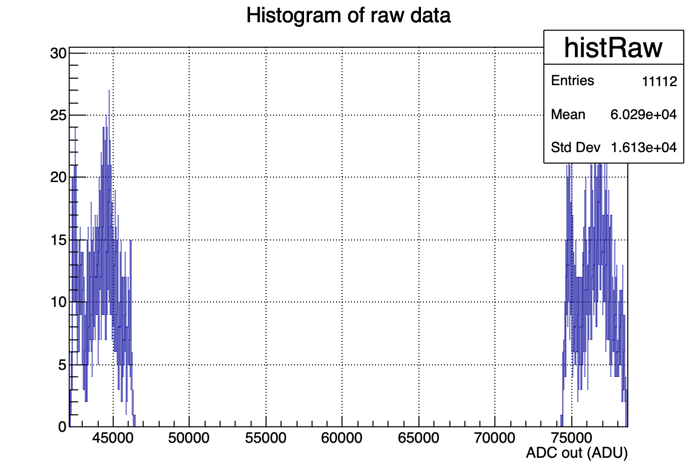 Histogram of raw data
histRaw
Entries 11112
Mean 6.029e+04
Std Dev 1.613e+04
30
25
20
15
10
5
0
45000 50000 55000 60000 65000 70000 75000
ADC out (ADU)